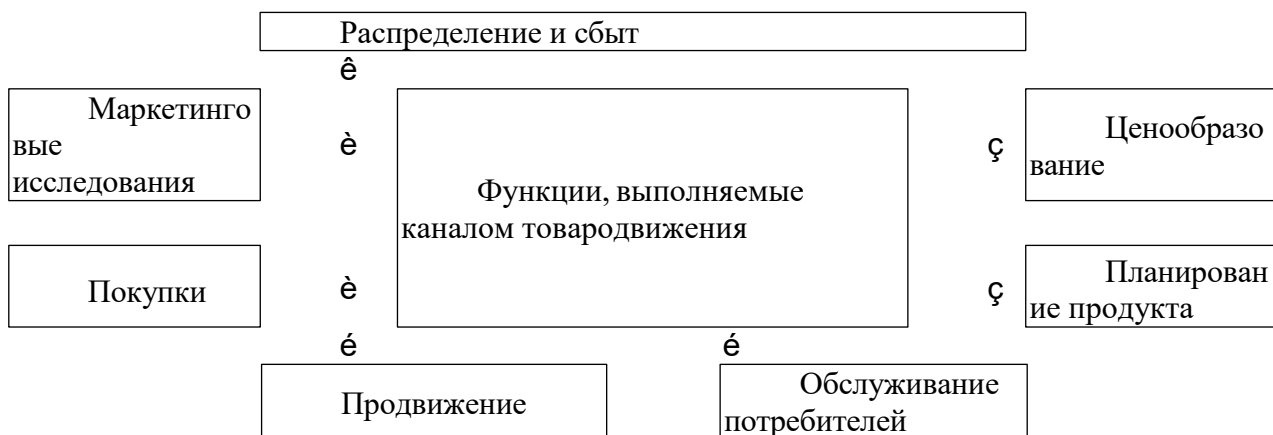 Распределение и сбыт
ê
Маркетинго
вые
исследования
è
Функции, выполняемые
каналом товародвижения
ç
Ценообразо
вание
Покупки
è
ç
Планирован
ие продукта
é
é
Продвижение
Обслуживание
потребителей